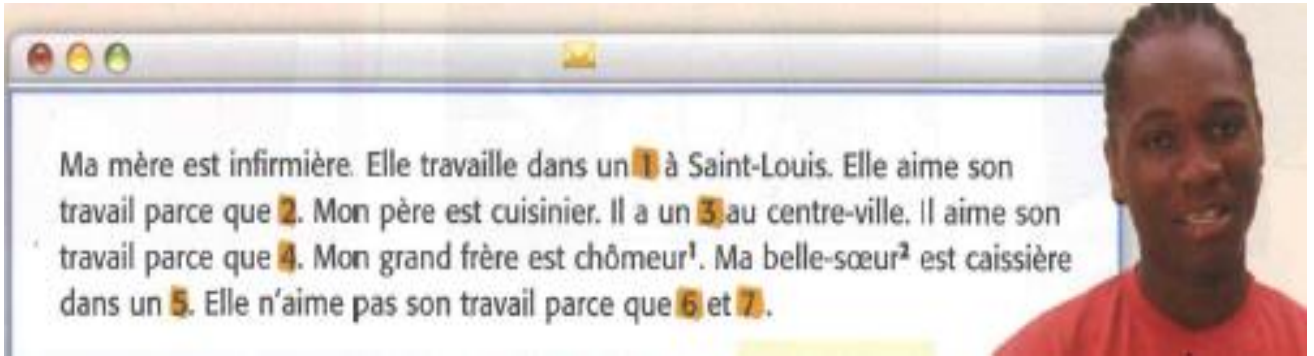 Ma mère est infirmière. Elle travaille dans un 1 à Saint-Louis. Elle aime son
travail parce que 2. Mon père est cuisinier. Il a un 3 au centre-ville. Il aime son
travail parce que 4. Mon grand frère est chômeur¹. Ma belle-sœur² est caissière
dans un 5. Elle n'aime pas son travail parce que 6 et 7.